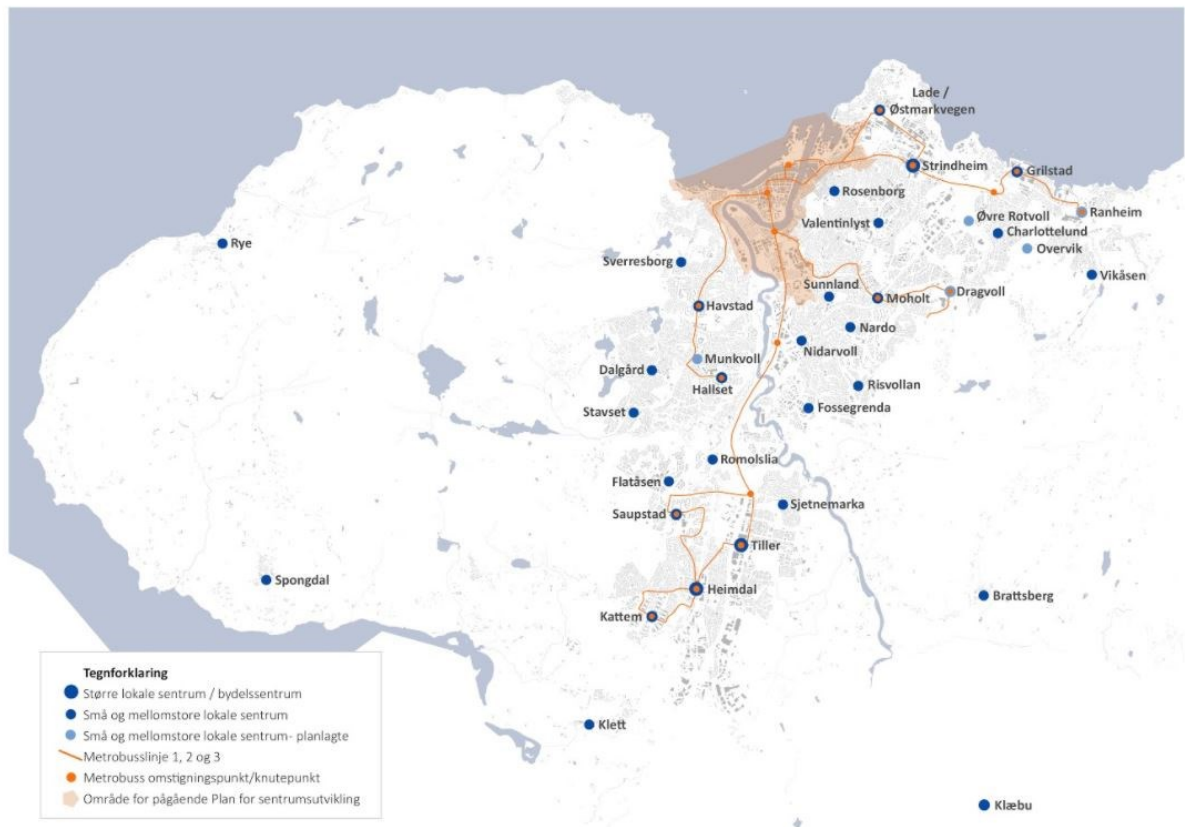 Lade /
Østmarkvegen
Strindheim
Grilstad
Rosenborg
Ranheim
Øvre Rotvoll
Valentinlyst
Charlottelund
Rye
Overvik
Sverresborg
Vikåsen
Sunnland
Dragvoll
Moholt
Havstad
Nardo
Nidarvoll
Munkvoll
Dalgård
Hallset
Risvollan
Stavset
Fossegrenda
Romolslia
Flatåsen
Sjetnemarka
Saupstad
Tiller
Spongdal
Heimdal
Brattsberg
Kattem
Klett
Klæbu
Tegnforklaring
Større lokale sentrum / bydelssentrum
Små og mellomstore lokale sentrum
Små og mellomstore lokale sentrum- planlagte
Metrobusslinje 1, 2 og 3
Metrobuss omstigningspunkt/knutepunkt
Område for pågående Plan for sentrumsutvikling